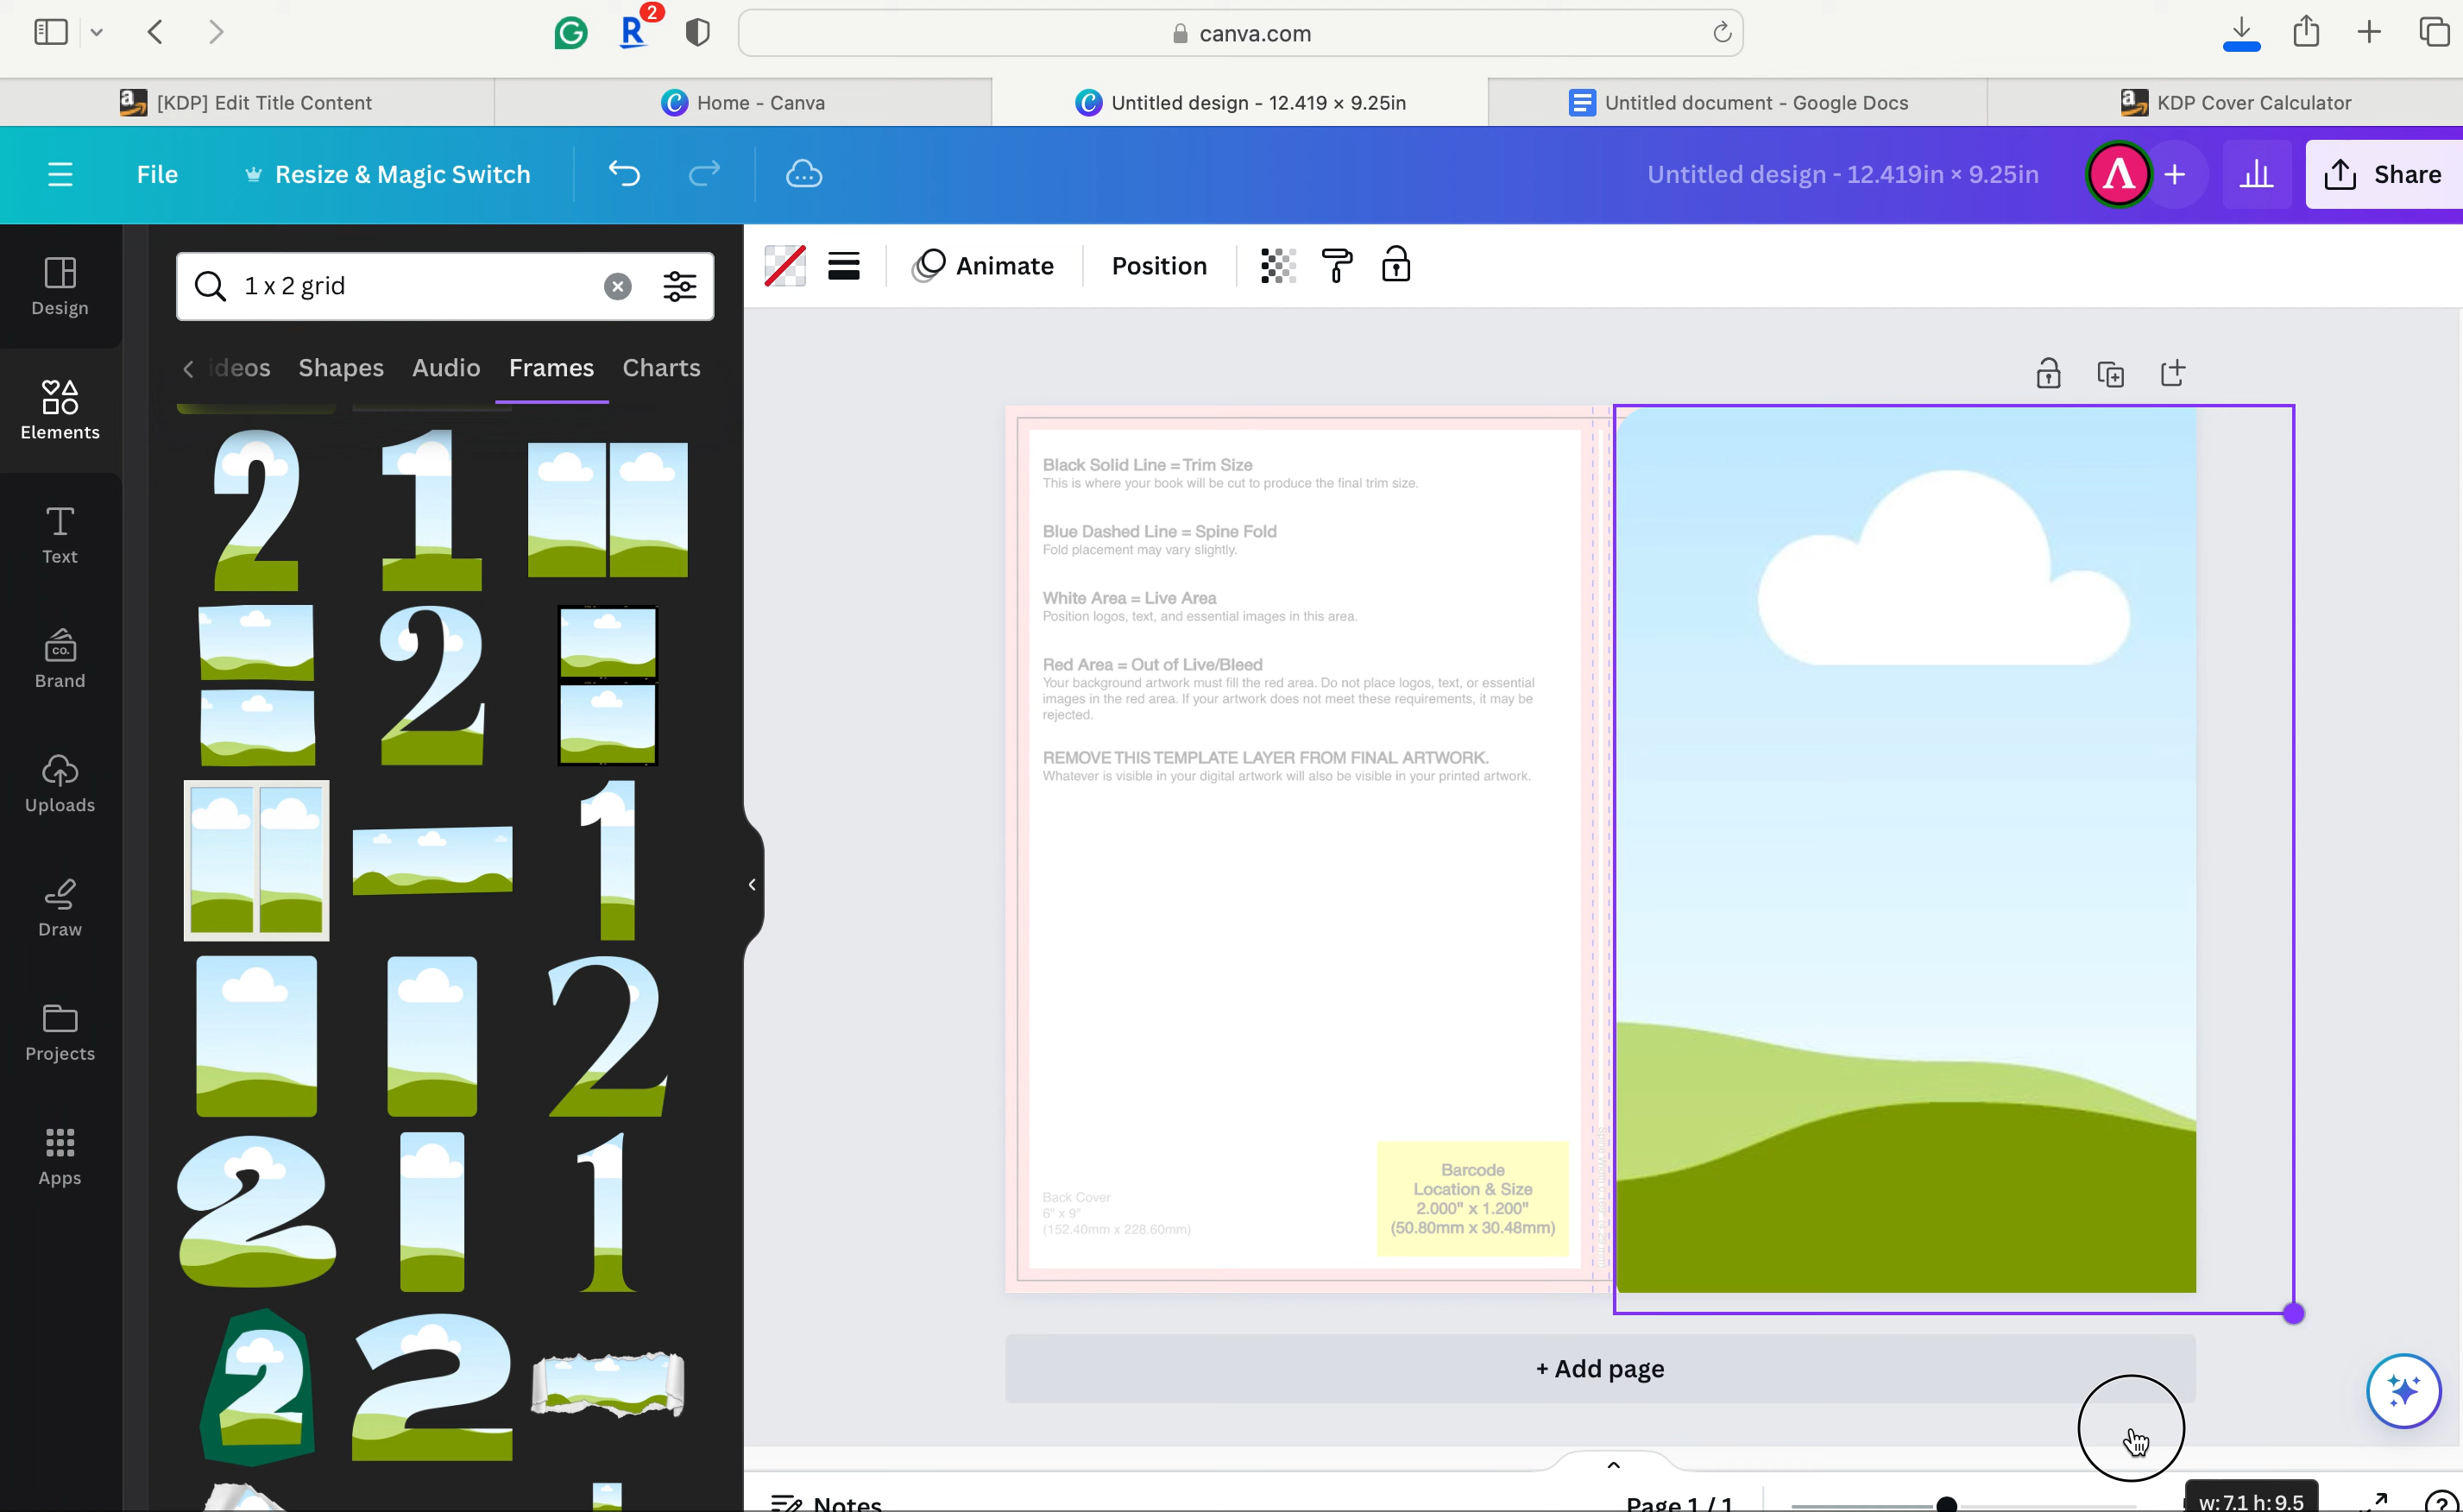 2
canva.com
[KDP] Edit Title Content
Home - Canva
Untitled design - 12.419 × 9.25in
Untitled document - Google Docs
KDP Cover Calculator
File
Resize & Magic Switch
Untitled design - 12.419in × 9.25in
Share
Design
Elements
Text
Brand
Uploads
Draw
Projects
Apps
1 x 2 grid
ideos Shapes Audio Frames Charts
Animate
Position
Black Solid Line = Trim Size
This is where your book will be cut to produce the final trim size.
Blue Dashed Line = Spine Fold
Fold placement may vary slightly.
White Area = Live Area
Position logos, text, and essential images in this area.
Red Area = Out of Live/Bleed
Your background artwork must fill the red area. Do not place logos, text, or essential
images in the red area. If your artwork does not meet these requirements, it may be
rejected.
REMOVE THIS TEMPLATE LAYER FROM FINAL ARTWORK.
Whatever is visible in your digital artwork will also be visible in your printed artwork.
Back Cover
6" x 9"
(152.40mm x 228.60mm)
Barcode
Location & Size
2.000" x 1.200"
(50.80mm x 30.48mm)
+ Add page
Notes
Page 1 / 1
w: 7.1 h: 9.5